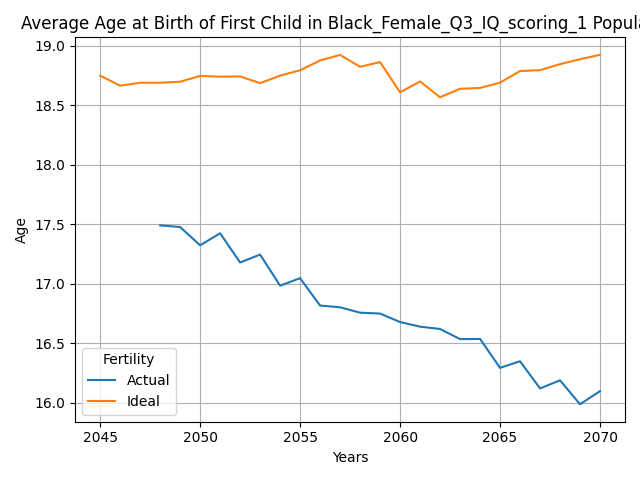 Average Age at Birth of First Child in Black_Female_Q3_IQ_scoring_1 Popula
19.0
18.5
18.0
17.5
17.0
16.5
16.0
Age
Fertility
Actual
Ideal
2045 2050 2055 2060 2065 2070
Years